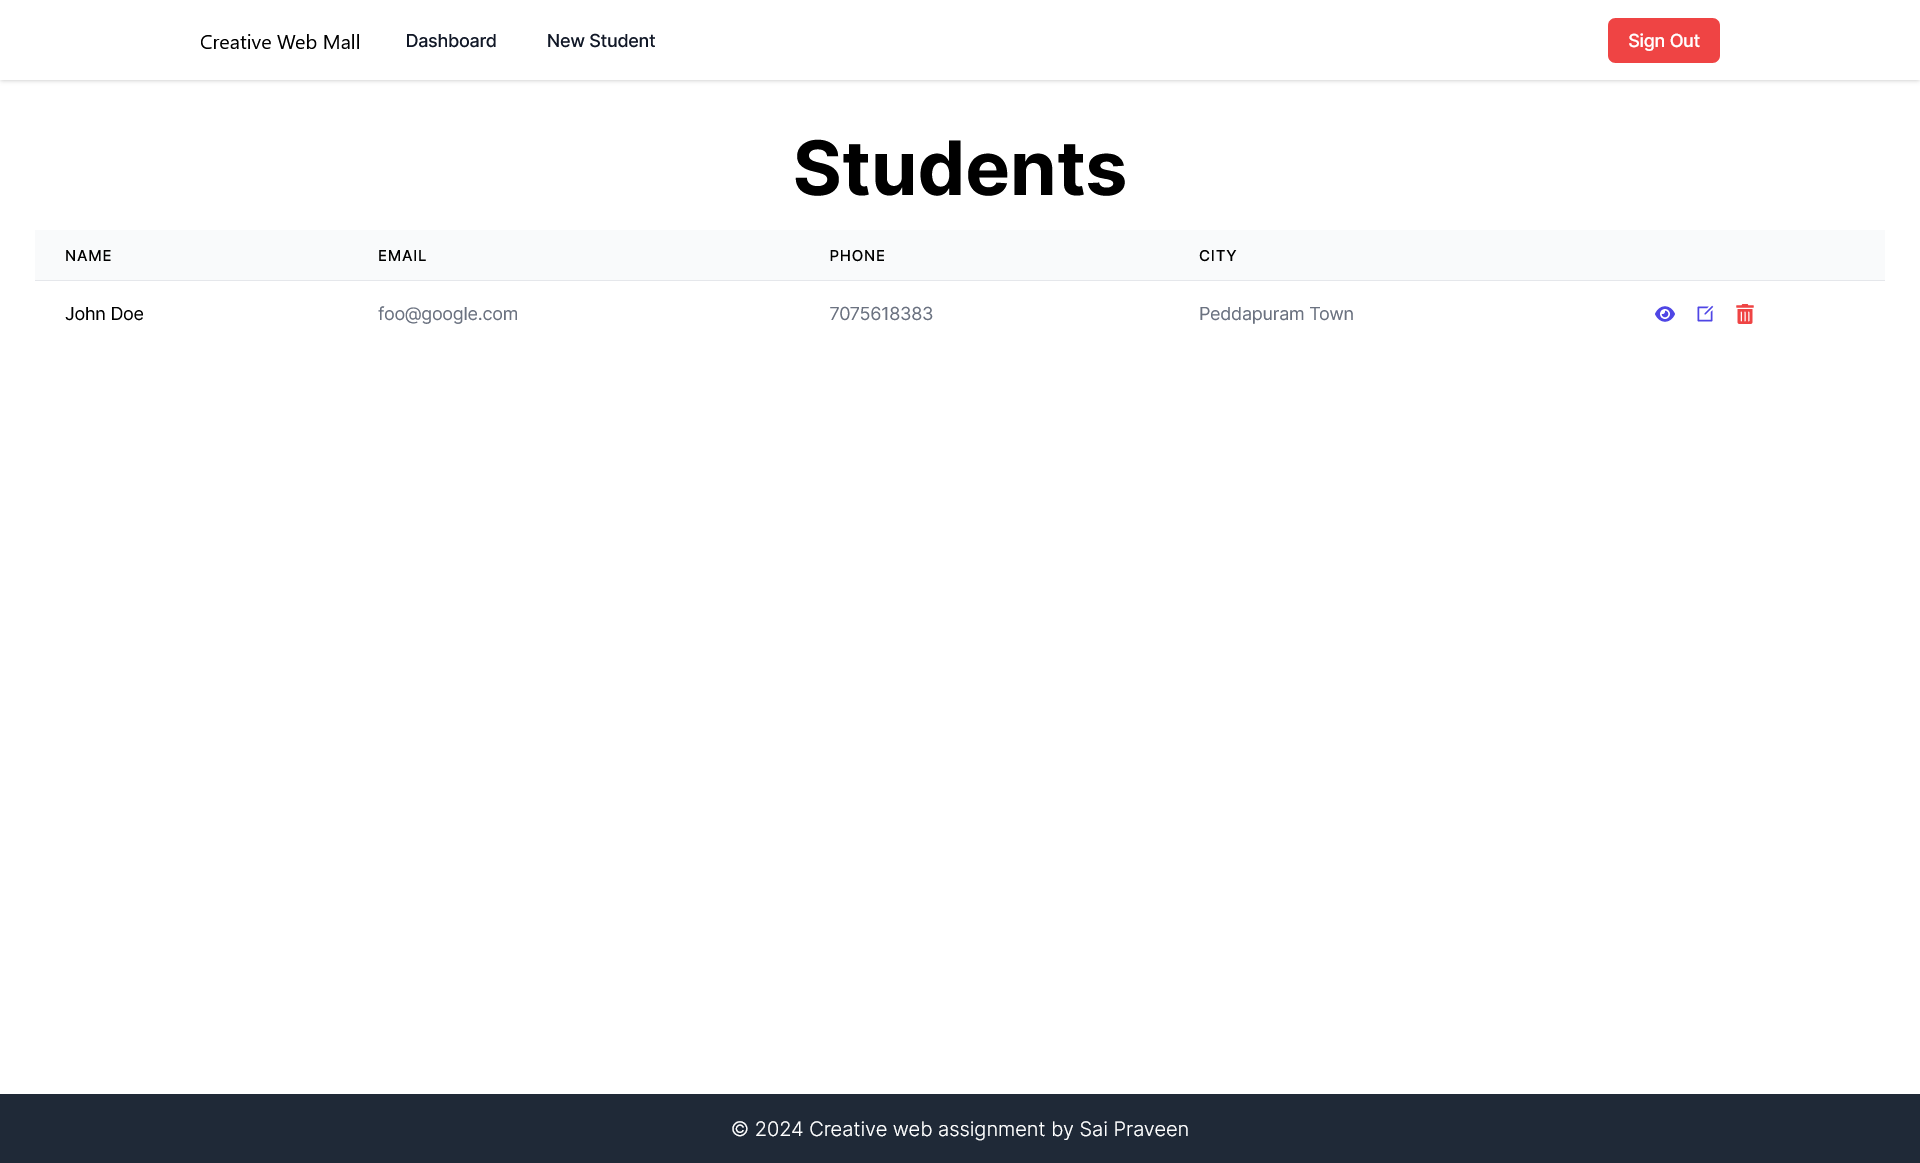 Creative Web Mall Dashboard New Student Sign Out
Students
NAME EMAIL PHONE CITY
John Doe foo@google.com 7075618383 Peddapuram Town
© 2024 Creative web assignment by Sai Praveen